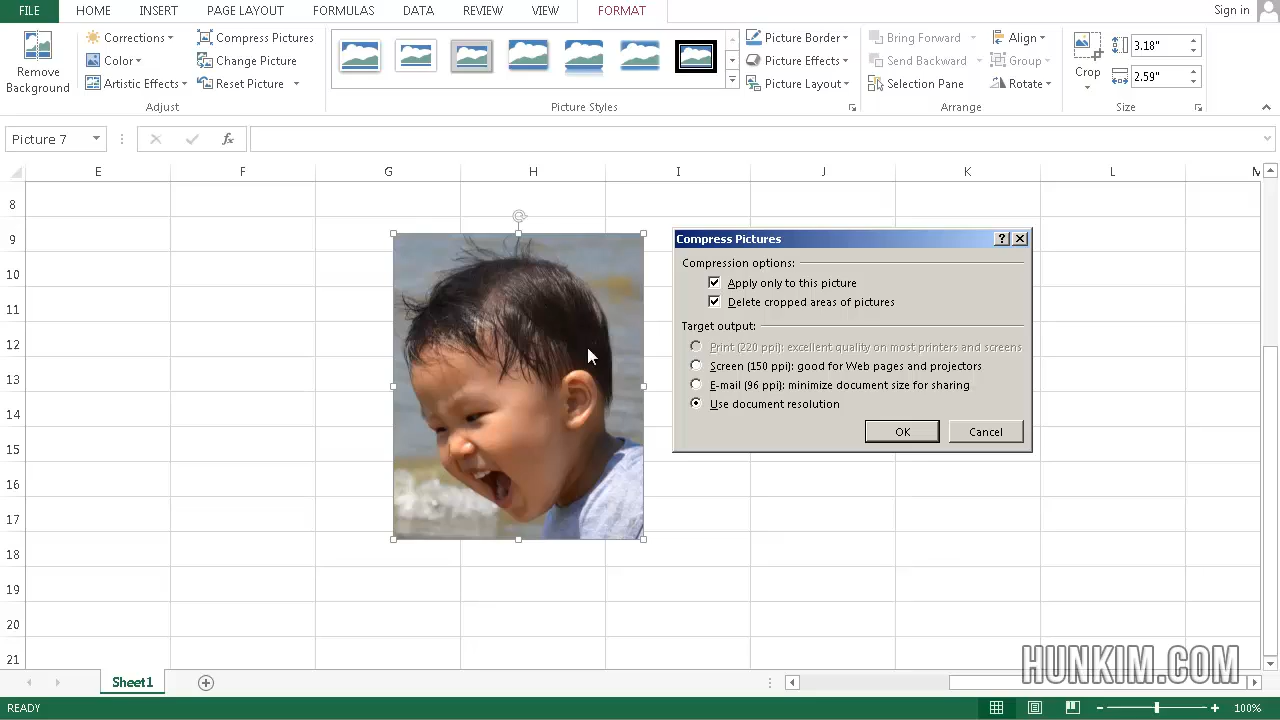 FILE HOME INSERT PAGE LAYOUT FORMULAS DATA REVIEW VIEW FORMAT Sign in
Remove Background
Corrections
Color
Artistic Effects
Compress Pictures
Change Picture
Reset Picture
Adjust
Picture Styles
Picture Border
Picture Effects
Picture Layout
Bring Forward
Send Backward
Selection Pane
Align
Group
Rotate
Arrange
Crop
3.18"
2.59"
Size
Picture 7
fx
E F G H I J K L M
8
9
10
11
12
13
14
15
16
17
18
19
20
21
Compress Pictures
Compression options:
Apply only to this picture
Delete cropped areas of pictures
Target output:
Print (220 ppi): excellent quality on most printers and screens
Screen (150 ppi): good for Web pages and projectors
E-mail (96 ppi): minimize document size for sharing
Use document resolution
OK Cancel
HUNKIM.COM
Sheet1
READY 100%